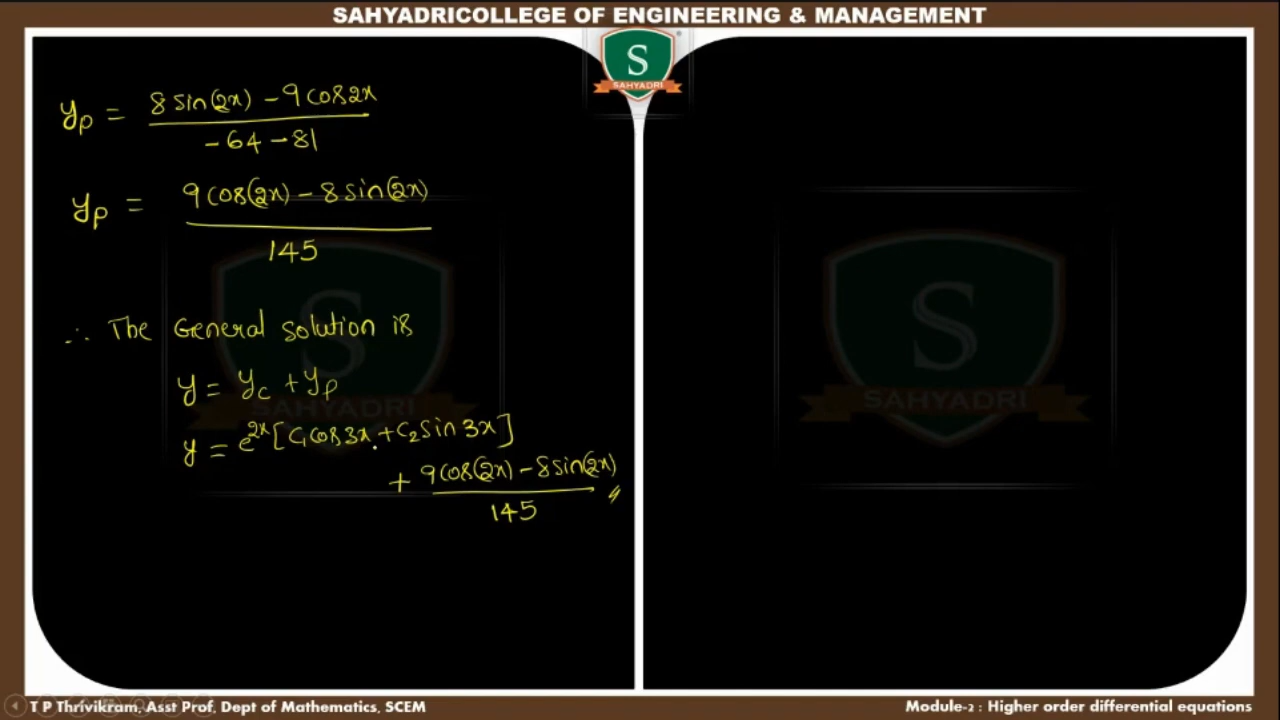 SAHYADRICOLLEGE OF ENGINEERING & MANAGEMENT
S
SAHYADRI
yp = 8 sin(2x) - 9 cos2x
-64 - 81
yp = 9 cos(2x) - 8 sin(2x)
145
∴ The General solution is
y = yc + yp
y = e^2x [C1 cos 3x + C2 sin 3x]
+ 9 cos(2x) - 8 sin(2x)
145
S
SAHYADRI
S
SAHYADRI
T P Thrivikram, Asst Prof, Dept of Mathematics, SCEM
Module-2 : Higher order differential equations